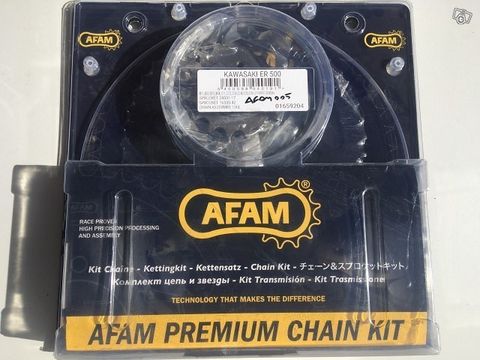 AFAM
AFAM
KAWASAKI ER 500
AFAM005
01659204
AFAM
®
RACE PROVEN
HIGH PRECISION PROCESSING
AND ASSEMBLY
Kit Chaîne - Kettingkit - Kettensatz - Chain Kit - チェーン&スプロケットキット
Комплект цепь и звезды - Kit Transmisión - Kit Trasmissione
TECHNOLOGY THAT MAKES THE DIFFERENCE
AFAM PREMIUM CHAIN KIT